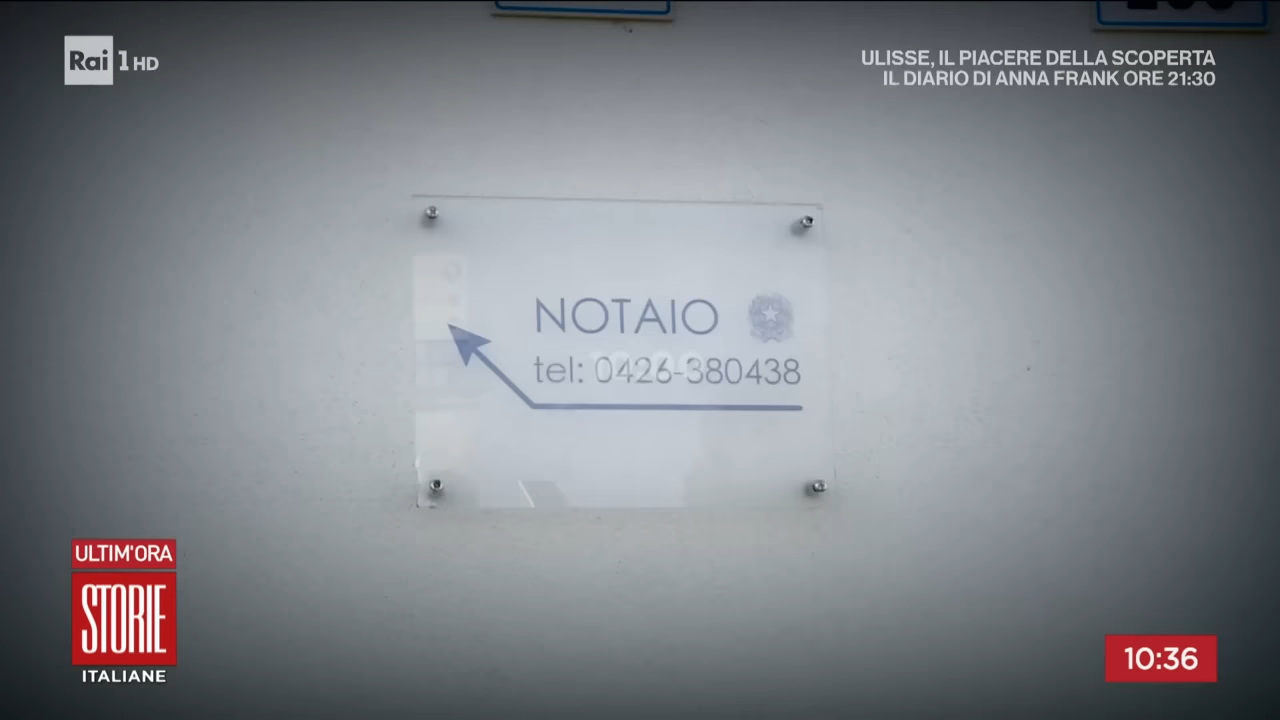 Rai 1 HD
ULISSE, IL PIACERE DELLA SCOPERTA
IL DIARIO DI ANNA FRANK ORE 21:30
NOTAIO
tel: 0426-380438
ULTIM'ORA
STORIE
ITALIANE
10:36